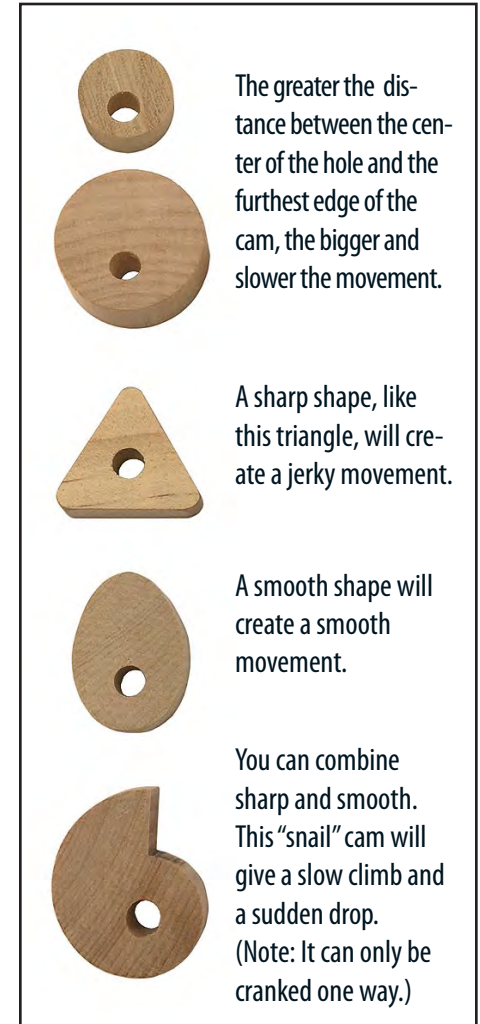 The greater the dis-
tance between the cen-
ter of the hole and the
furthest edge of the
cam, the bigger and
slower the movement.
A sharp shape, like
this triangle, will cre-
ate a jerky movement.
A smooth shape will
create a smooth
movement.
You can combine
sharp and smooth.
This “snail” cam will
give a slow climb and
a sudden drop.
(Note: It can only be
cranked one way.)